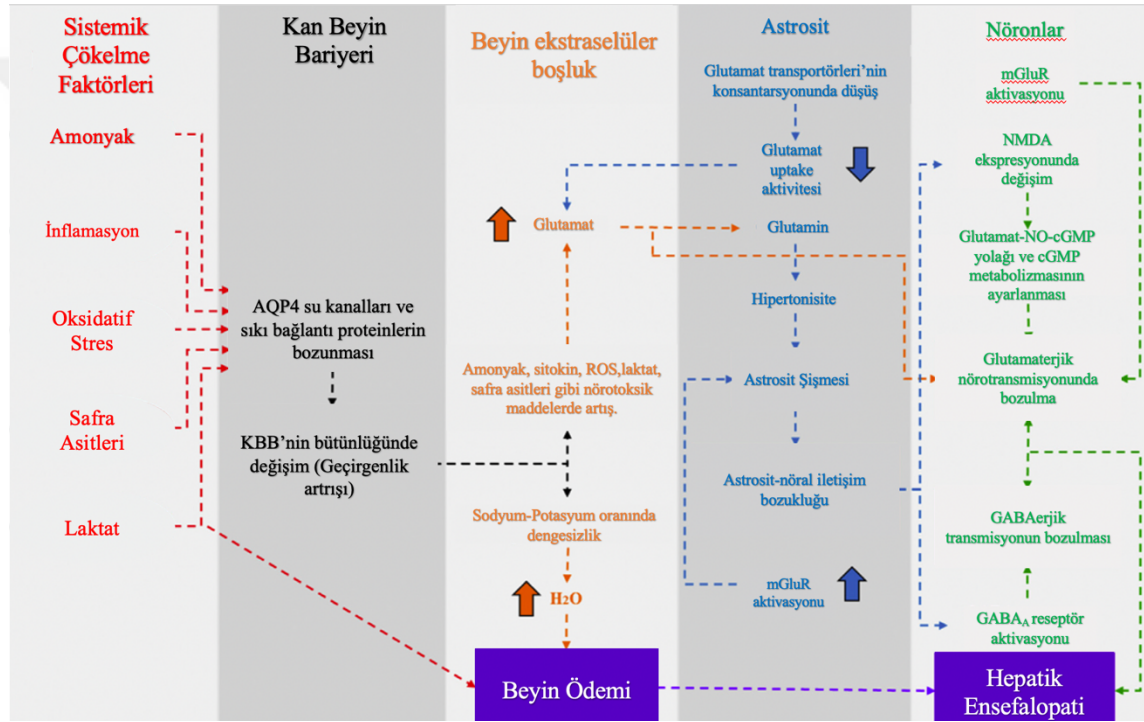 Sistemik
Çökelme
Faktörleri
Amonyak
İnflamasyon
Oksidatif
Stres
Safra
Asitleri
Laktat
Kan Beyin
Bariyeri
AQP4 su kanalları ve
sıkı bağlantı proteinlerin
bozunması
KBB’nin bütünlüğünde
değişim (Geçirgenlik
artrışı)
Beyin ekstraselüler
boşluk
Glutamat
Amonyak, sitokin, ROS,laktat,
safra asitleri gibi nörotoksik
maddelerde artış.
Sodyum-Potasyum oranında
dengesizlik
H2O
Beyin Ödemi
Astrosit
Glutamat transportörleri’nin
konsantarsyonunda düşüş
Glutamat
uptake
aktivitesi
Glutamin
Hipertonisite
Astrosit Şişmesi
Astrosit-nöral iletişim
bozukluğu
mGluR
aktivasyonu
Nöronlar
mGluR
aktivasyonu
NMDA
ekspresyonunda
değişim
Glutamat-NO-cGMP
yolağı ve cGMP
metabolizmasının
ayarlanması
Glutamaterjik
nörotransmisyonunda
bozulma
GABAerjik
transmisyonun bozulması
GABAA reseptör
aktivasyonu
Hepatik
Ensefalopati